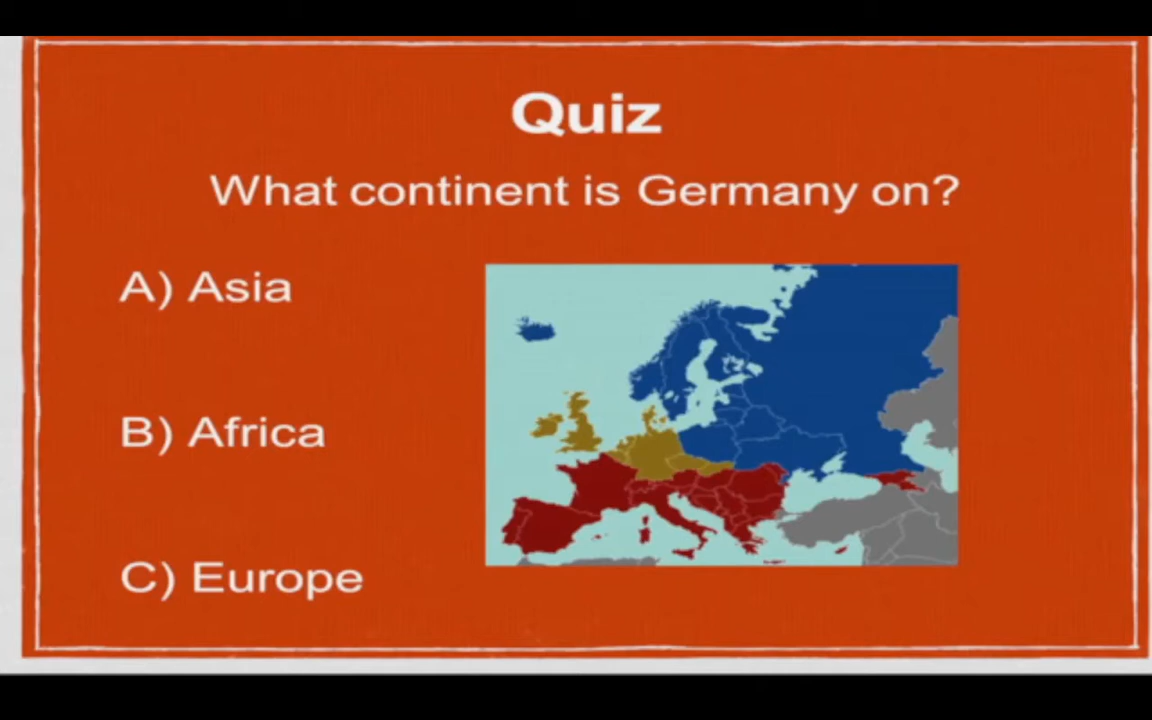 Quiz
What continent is Germany on?
A) Asia
B) Africa
C) Europe